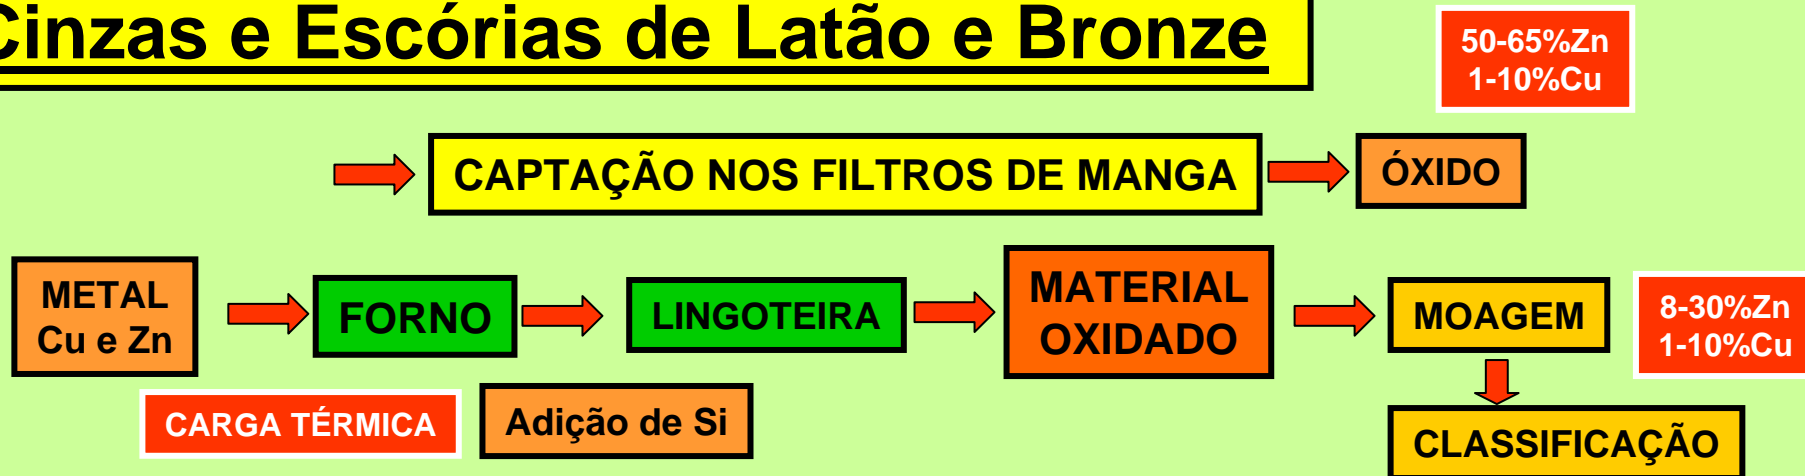 Cinzas e Escórias de Latão e Bronze
50-65%Zn
1-10%Cu
CAPTAÇÃO NOS FILTROS DE MANGA
ÓXIDO
METAL
Cu e Zn
FORNO
LINGOTEIRA
MATERIAL
OXIDADO
MOAGEM
8-30%Zn
1-10%Cu
CARGA TÉRMICA
Adição de Si
CLASSIFICAÇÃO